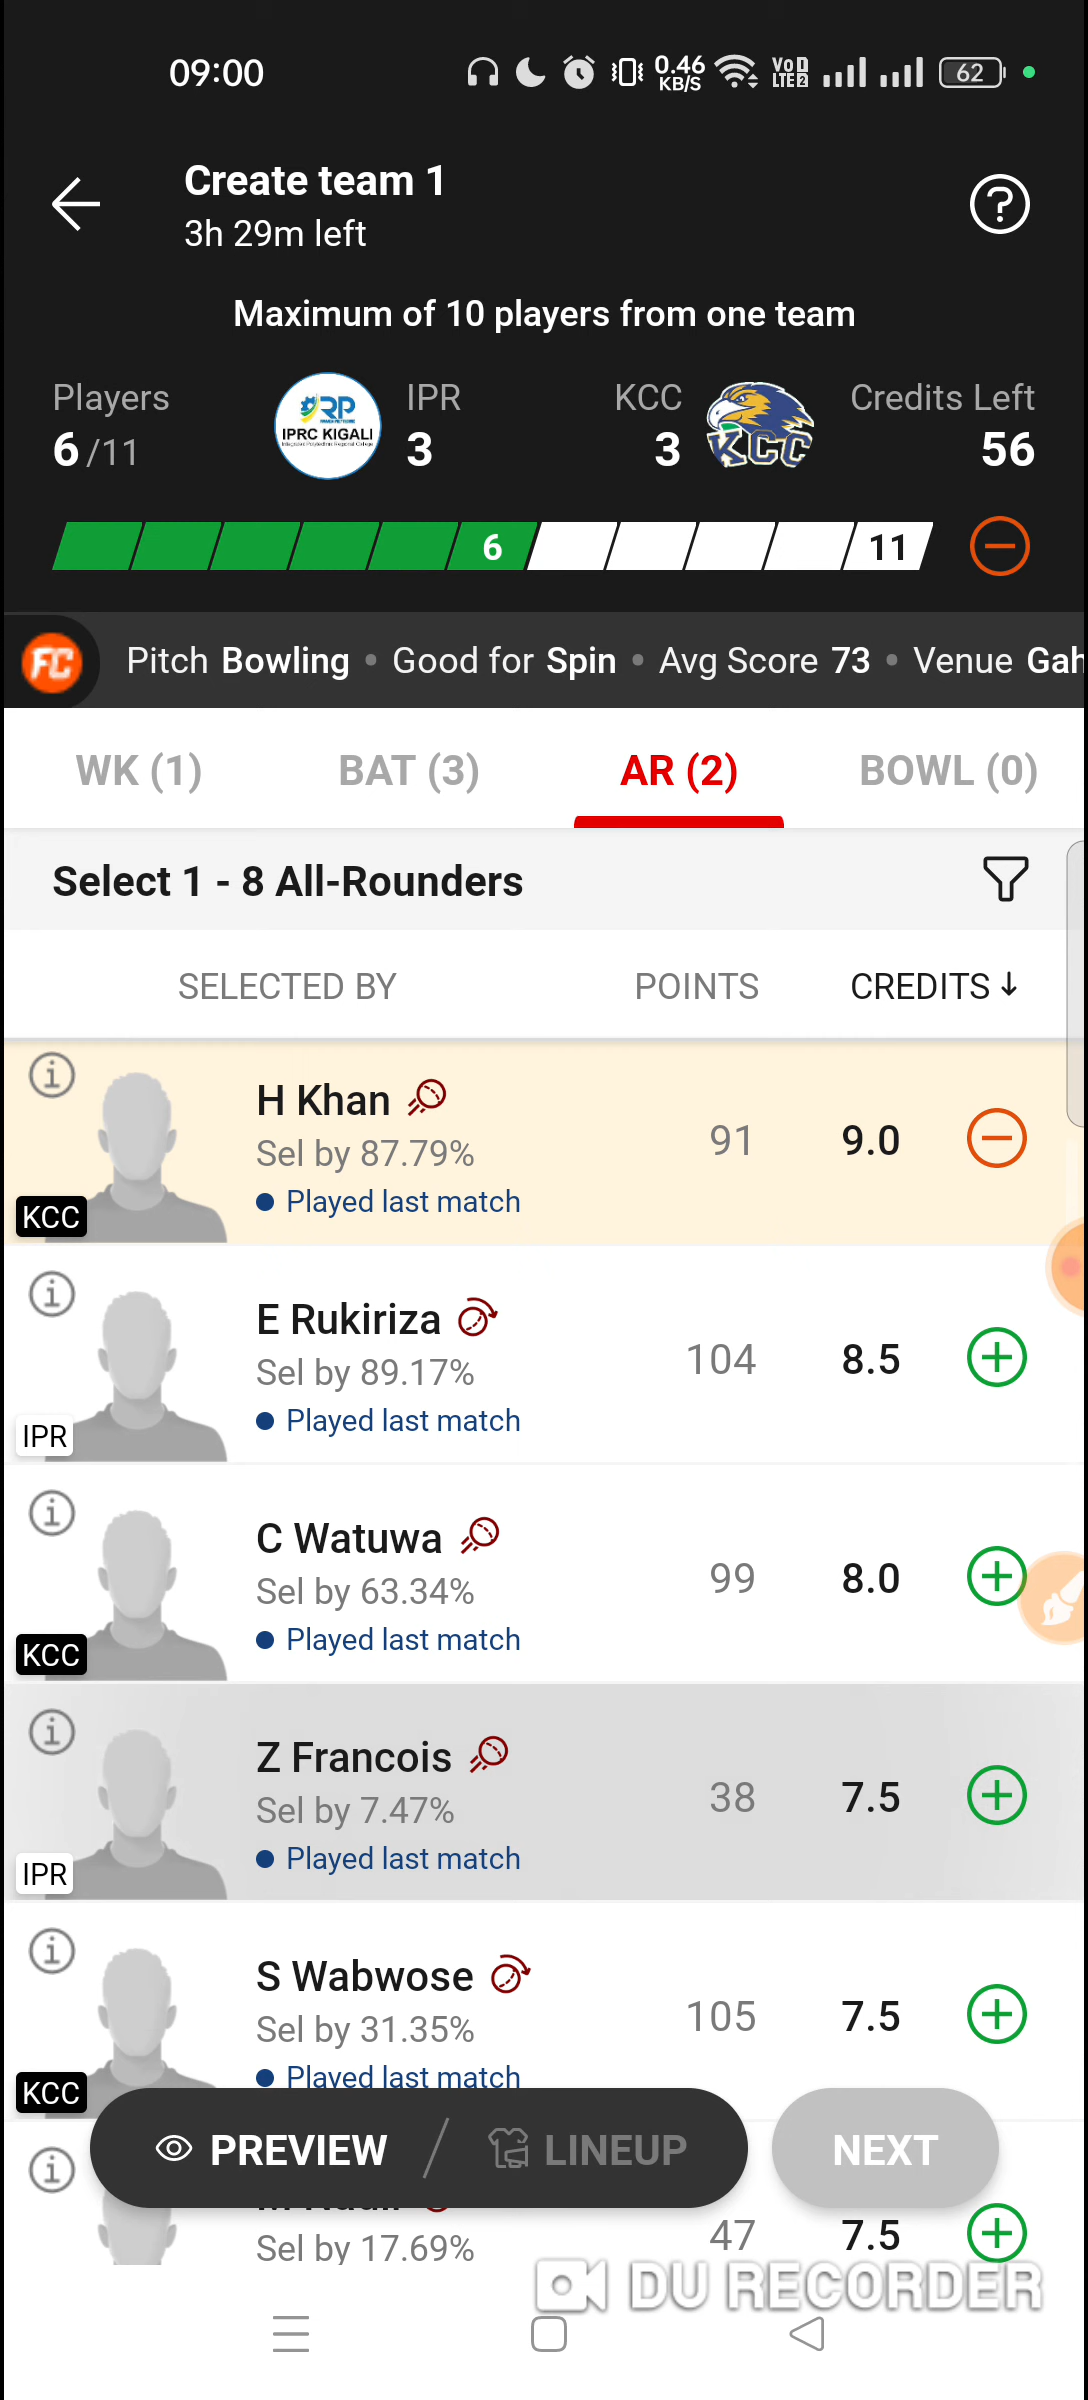 09:00
0.46
KB/S
Vo 1
LTE 2
62
Create team 1
3h 29m left
Maximum of 10 players from one team
Players
6 /11
RP
IPRC KIGALI
IPR
3
KCC
3
KCC
Credits Left
56
6
11
FC
Pitch Bowling • Good for Spin • Avg Score 73 • Venue Gah
WK (1)
BAT (3)
AR (2)
BOWL (0)
Select 1 - 8 All-Rounders
SELECTED BY
POINTS
CREDITS ↓
H Khan
Sel by 87.79%
Played last match
KCC
91
9.0
E Rukiriza
Sel by 89.17%
Played last match
IPR
104
8.5
C Watuwa
Sel by 63.34%
Played last match
KCC
99
8.0
Z Francois
Sel by 7.47%
Played last match
IPR
38
7.5
S Wabwose
Sel by 31.35%
Played last match
KCC
105
7.5
PREVIEW
LINEUP
NEXT
Sel by 17.69%
47
7.5
DU RECORDER